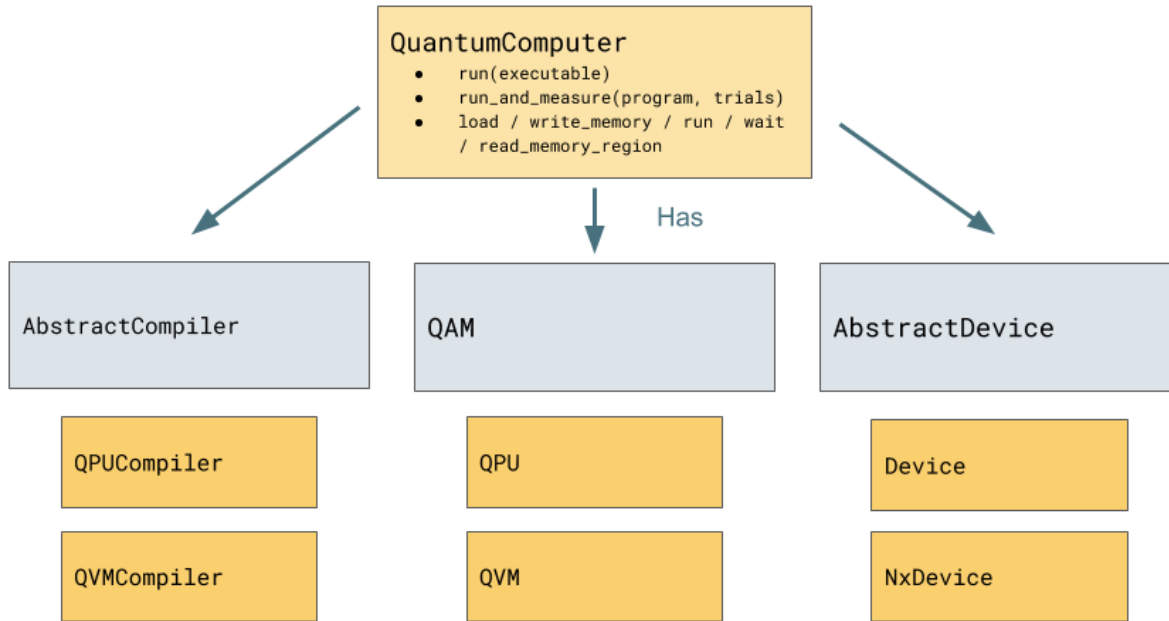 QuantumComputer
● run(executable)
● run_and_measure(program, trials)
● load / write_memory / run / wait
/ read_memory_region
Has
AbstractCompiler
QAM
AbstractDevice
QPUCompiler
QPU
Device
QVMCompiler
QVM
NxDevice